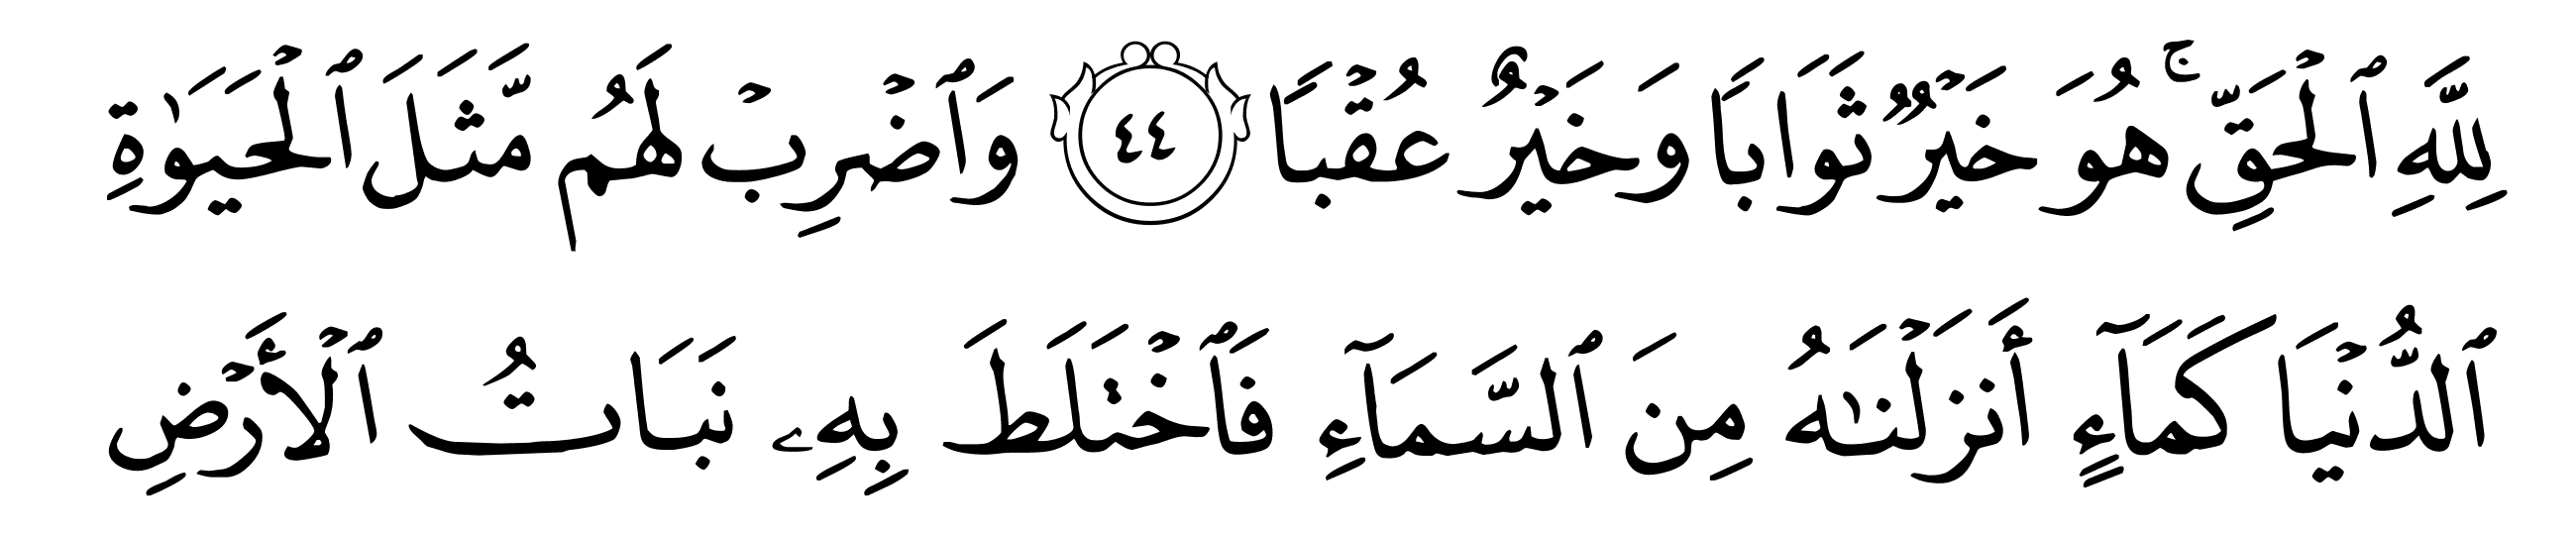 لِلَّهِ ٱلْحَقِّ ۚ هُوَ خَيْرٌ ثَوَابًا وَخَيْرٌ عُقْبًا ٤٤ وَٱضْرِبْ لَهُم مَّثَلَ ٱلْحَيَوٰةِ
ٱلدُّنْيَا كَمَآءٍ أَنزَلْنَـٰهُ مِنَ ٱلسَّمَآءِ فَٱخْتَلَطَ بِهِۦ نَبَاتُ ٱلْأَرْضِ